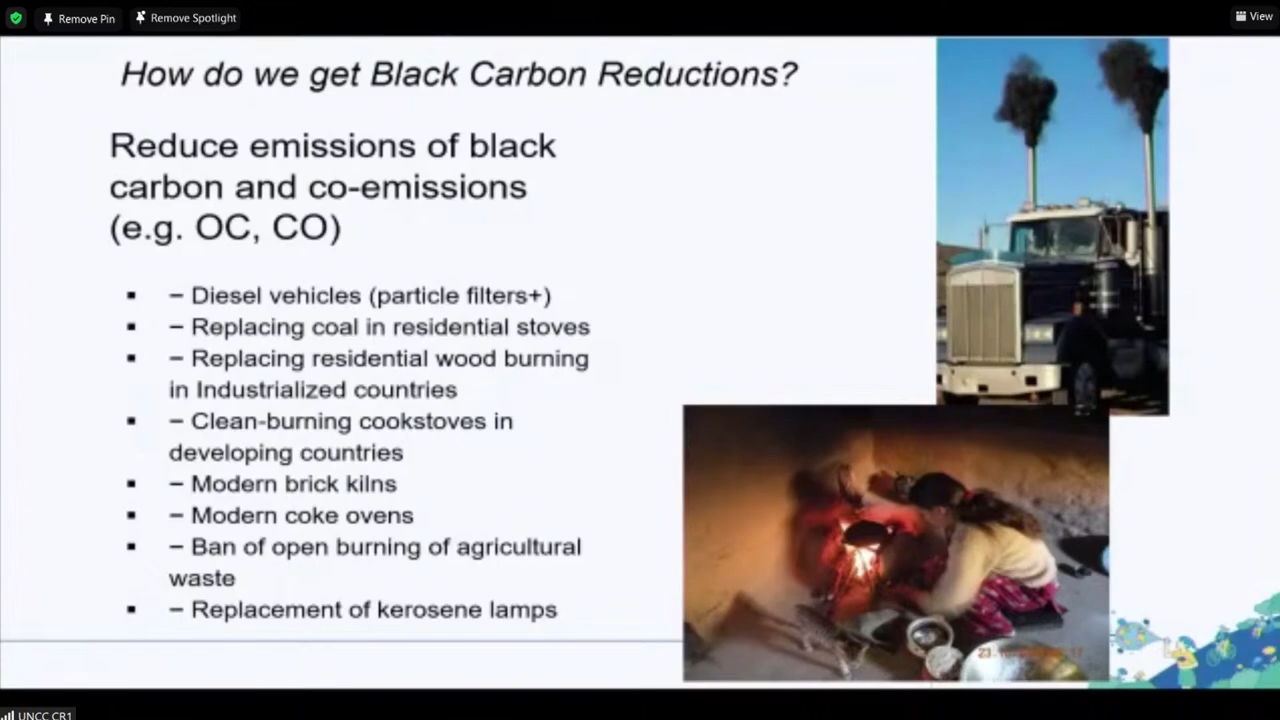 Remove Pin
Remove Spotlight
View
How do we get Black Carbon Reductions?
Reduce emissions of black
carbon and co-emissions
(e.g. OC, CO)
▪ – Diesel vehicles (particle filters+)
▪ – Replacing coal in residential stoves
▪ – Replacing residential wood burning
in Industrialized countries
▪ – Clean-burning cookstoves in
developing countries
▪ – Modern brick kilns
▪ – Modern coke ovens
▪ – Ban of open burning of agricultural
waste
▪ – Replacement of kerosene lamps
UNCC CR1